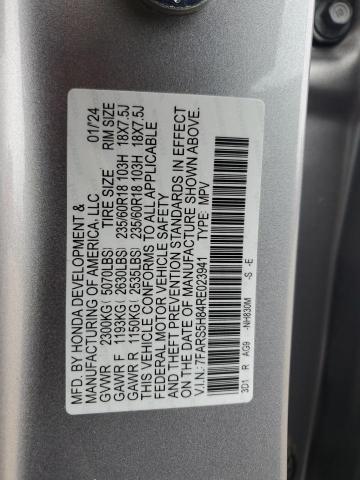 MFD. BY HONDA DEVELOPMENT &
MANUFACTURING OF AMERICA, LLC. 01/'24
GVWR 2300KG( 5070LBS) TIRE SIZE RIM SIZE
GAWR F 1193KG( 2630LBS) 235/60R18 103H 18X7.5J
GAWR R 1150KG( 2535LBS) 235/60R18 103H 18X7.5J
THIS VEHICLE CONFORMS TO ALL APPLICABLE
FEDERAL MOTOR VEHICLE SAFETY
AND THEFT PREVENTION STANDARDS IN EFFECT
ON THE DATE OF MANUFACTURE SHOWN ABOVE.
V.I.N.: 7FARS5H84RE023941 TYPE: MPV
3D1 R AG9 -NH830M -S -E